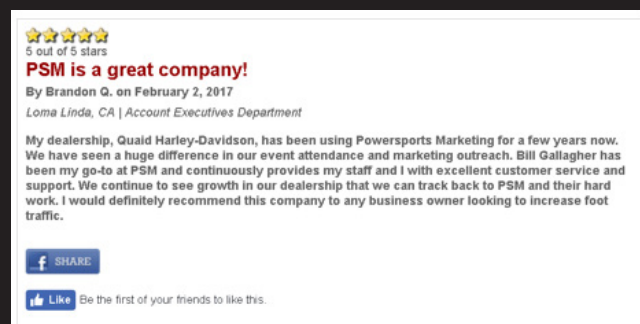 5 out of 5 stars
PSM is a great company!
By Brandon Q. on February 2, 2017
Loma Linda, CA | Account Executives Department
My dealership, Quaid Harley-Davidson, has been using Powersports Marketing for a few years now.
We have seen a huge difference in our event attendance and marketing outreach. Bill Gallagher has
been my go-to at PSM and continuously provides my staff and I with excellent customer service and
support. We continue to see growth in our dealership that we can track back to PSM and their hard
work. I would definitely recommend this company to any business owner looking to increase foot
traffic.
f SHARE
Like Be the first of your friends to like this.